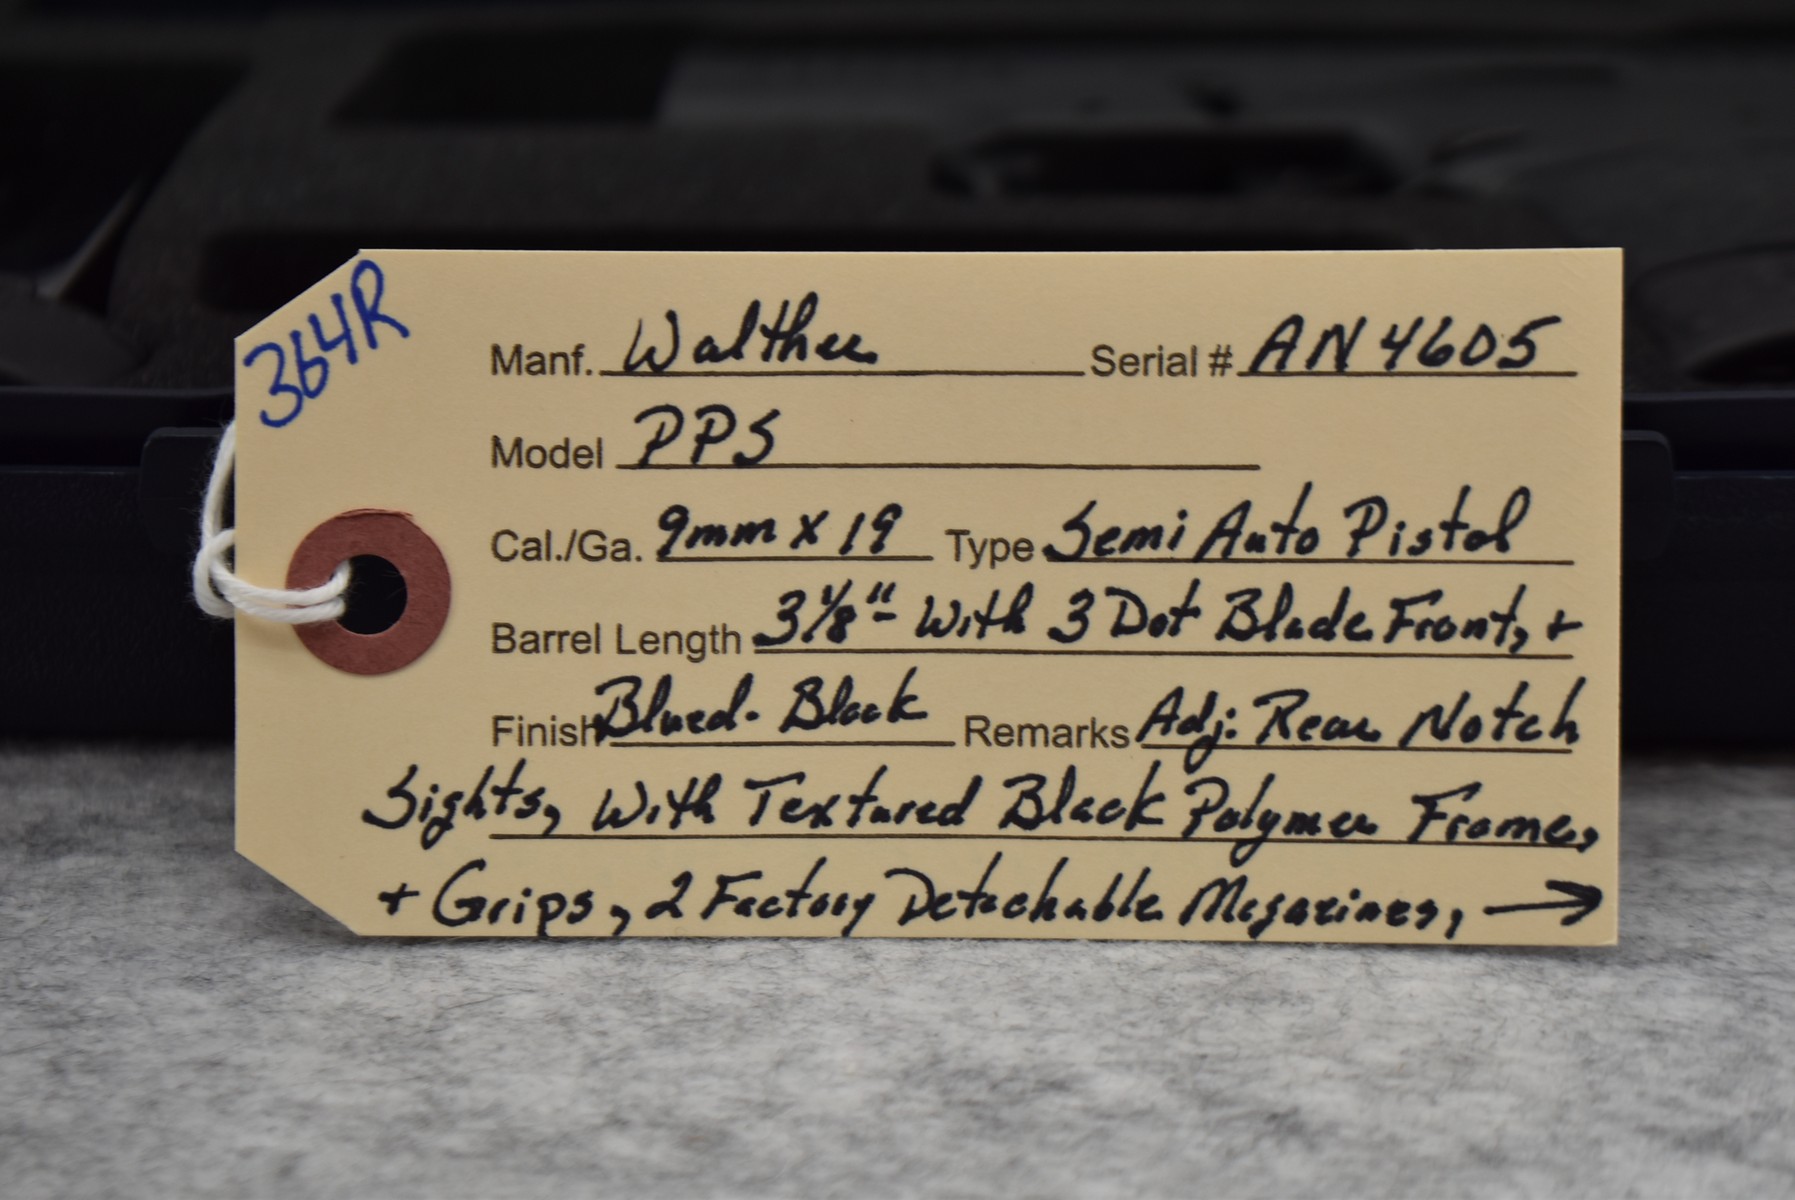 364R
Manf. Walther Serial # AN4605
Model PPS
Cal./Ga. 9mm x 19 Type Semi Auto Pistol
Barrel Length 3 1/8" - With 3 Dot Blade Front, +
Finish Blued - Black Remarks Adj: Rear Notch
Sights, With Textured Black Polymer Frame,
+ Grips, 2 Factory Detachable Magazines, →